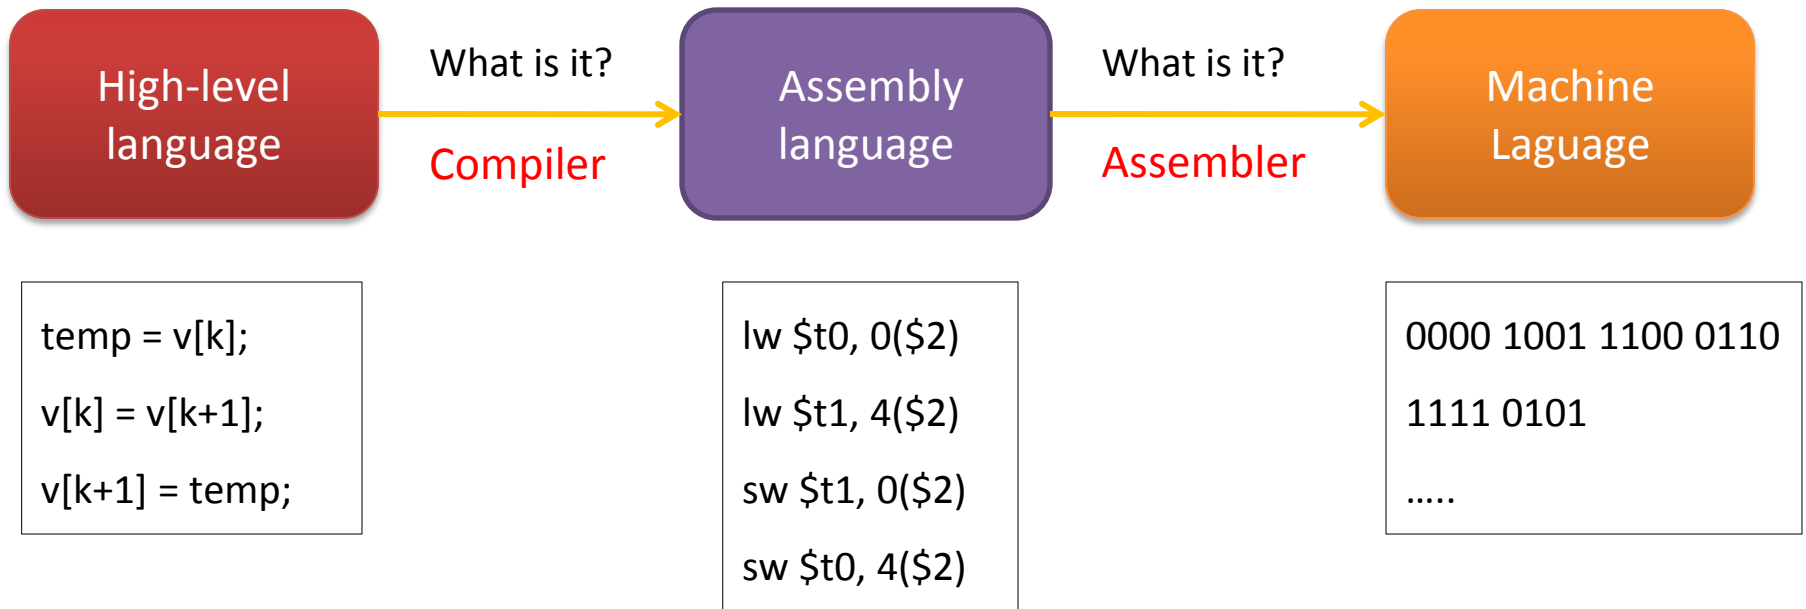 High-level
language
What is it?
Compiler
Assembly
language
What is it?
Assembler
Machine
Laguage
temp = v[k];
v[k] = v[k+1];
v[k+1] = temp;
lw $t0, 0($2)
lw $t1, 4($2)
sw $t1, 0($2)
sw $t0, 4($2)
0000 1001 1100 0110
1111 0101
…..